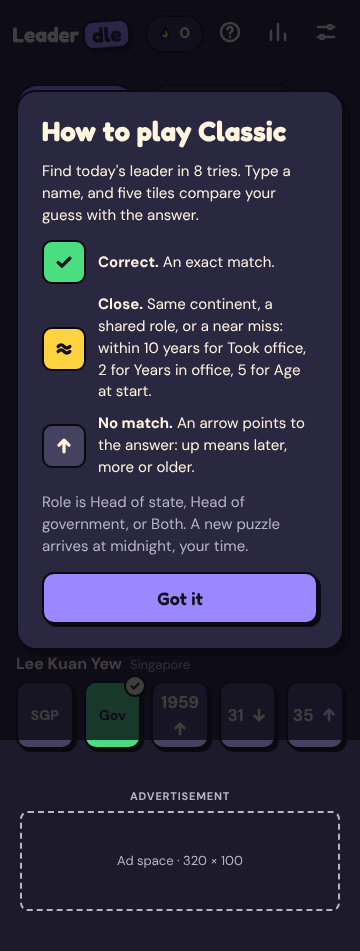 Leader dle 0
How to play Classic
Find today's leader in 8 tries. Type a
name, and five tiles compare your
guess with the answer.
Correct. An exact match.
Close. Same continent, a
shared role, or a near miss:
within 10 years for Took office,
2 for Years in office, 5 for Age
at start.
No match. An arrow points to
the answer: up means later,
more or older.
Role is Head of state, Head of
government, or Both. A new puzzle
arrives at midnight, your time.
Got it
Lee Kuan Yew Singapore
SGP Gov 1959 ↑ 31 ↓ 35 ↑
ADVERTISEMENT
Ad space · 320 × 100